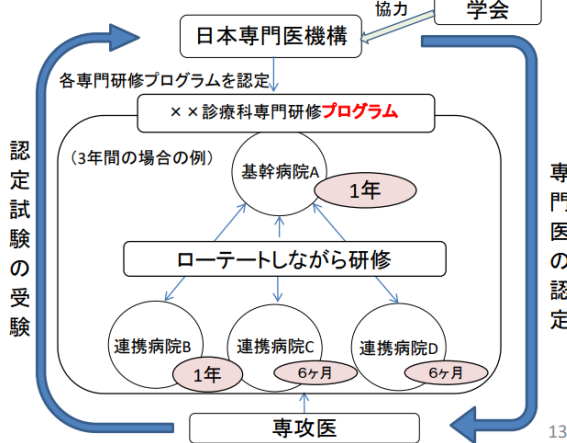 協力
学会
日本専門医機構
各専門研修プログラムを認定
××診療科専門研修プログラム
(3年間の場合の例)
基幹病院A
1年
ローテートしながら研修
連携病院B
1年
連携病院C
6ヶ月
連携病院D
6ヶ月
専攻医
認定試験の受験
専門医の認定
13